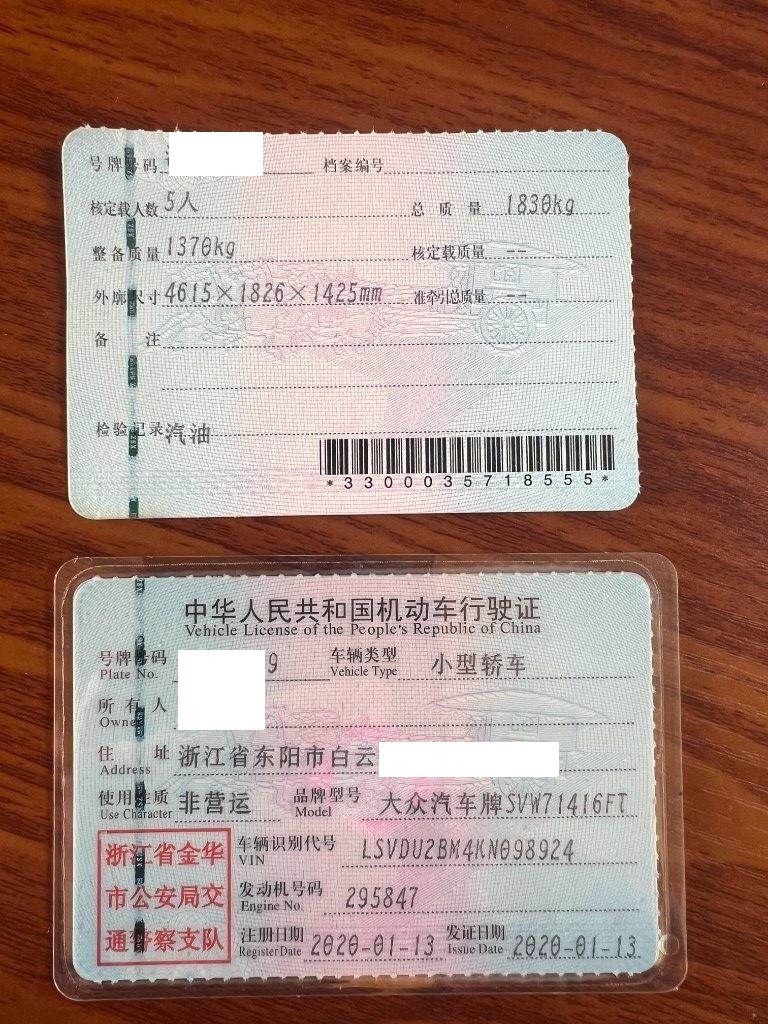 号牌号码 档案编号
核定载人数 5人 总质量 1830kg
整备质量 1370kg 核定载质量 --
外廓尺寸 4615×1826×1425mm 准牵引总质量 --
备注
检验记录 汽油
*3300035718555*
中华人民共和国机动车行驶证
Vehicle License of the People's Republic of China
号牌号码 9 车辆类型 小型轿车
Plate No. Vehicle Type
所有人
Owner
住址 浙江省东阳市白云
Address
使用性质 非营运 品牌型号 大众汽车牌SVW71416FT
Use Character Model
浙江省金华 车辆识别代号 LSVDU2BM4KN098924
VIN
市公安局交 发动机号码 295847
Engine No.
通警察支队 注册日期 2020-01-13 发证日期 2020-01-13
Register Date Issue Date